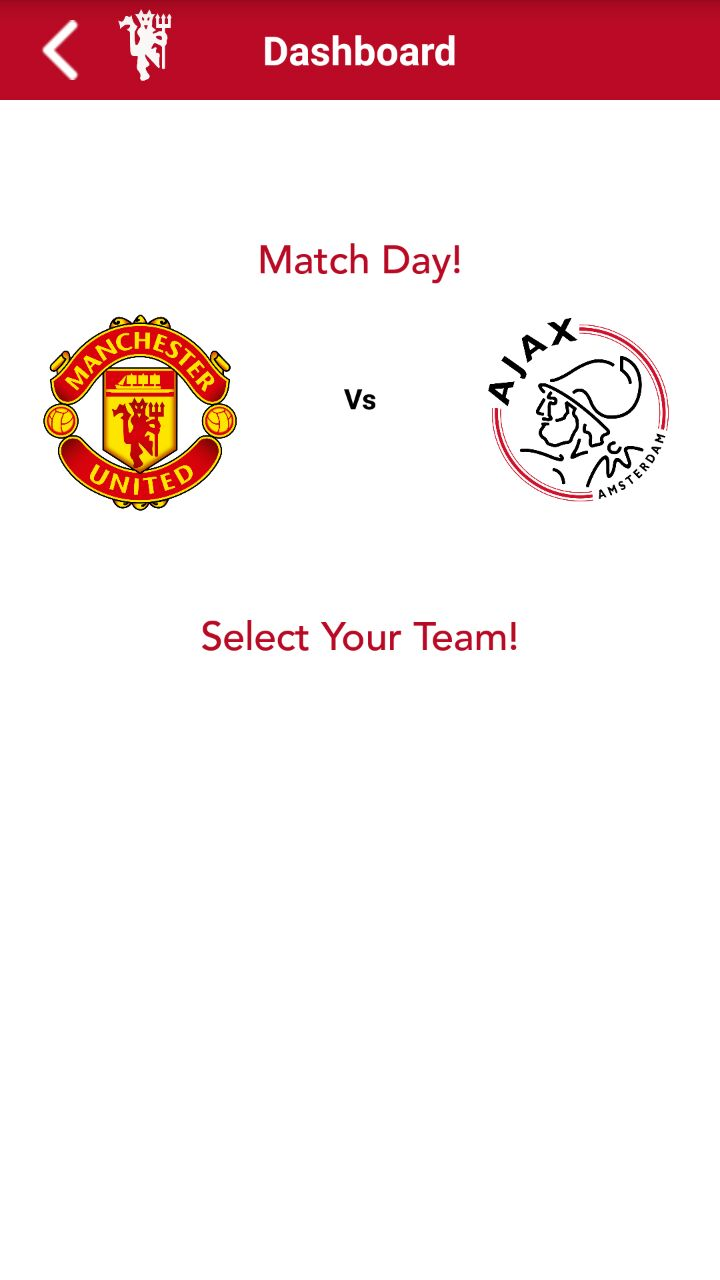 Dashboard
Match Day!
MANCHESTER
UNITED
Vs
AJAX
AMSTERDAM
Select Your Team!